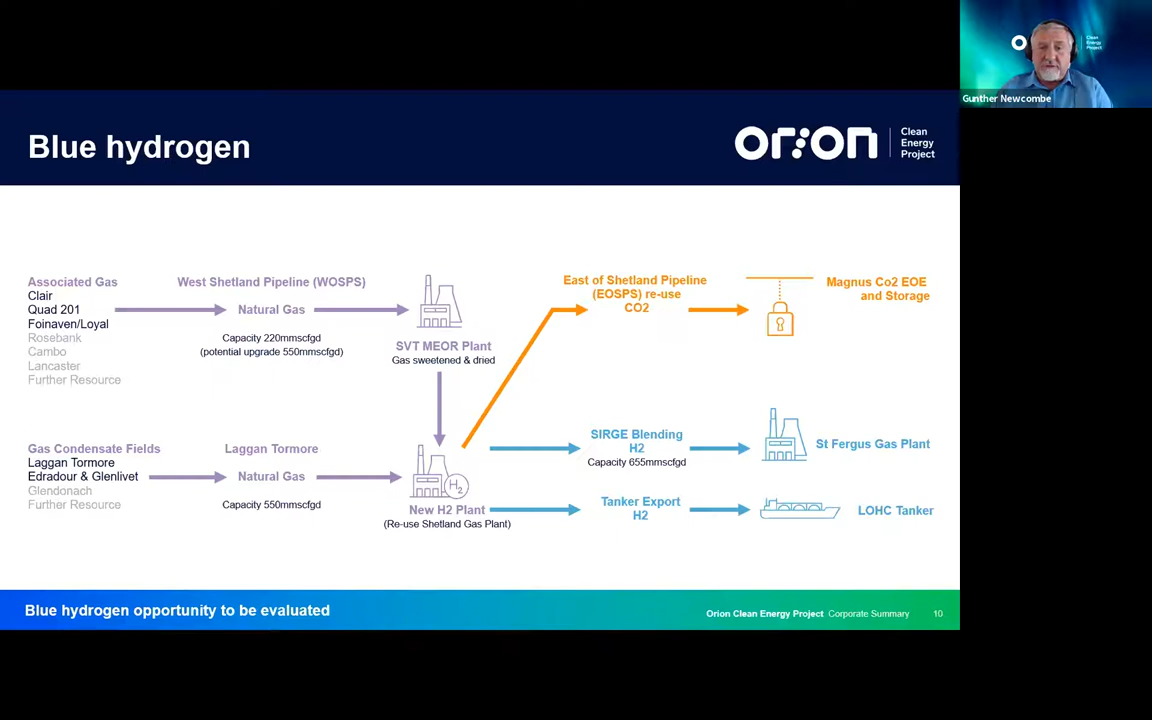 Gunther Newcombe
Blue hydrogen
Orion
Clean
Energy
Project
Associated Gas
Clair
Quad 201
Foinaven/Loyal
Rosebank
Cambo
Lancaster
Further Resource
West Shetland Pipeline (WOSPS)
Natural Gas
Capacity 220mmscfgd
(potential upgrade 550mmscfgd)
SVT MEOR Plant
Gas sweetened & dried
East of Shetland Pipeline
(EOSPS) re-use
CO2
Magnus Co2 EOE
and Storage
Gas Condensate Fields
Laggan Tormore
Edradour & Glenlivet
Glendonach
Further Resource
Laggan Tormore
Natural Gas
Capacity 550mmscfgd
H2
New H2 Plant
(Re-use Shetland Gas Plant)
SIRGE Blending
H2
Capacity 655mmscfgd
St Fergus Gas Plant
Tanker Export
H2
LOHC Tanker
Blue hydrogen opportunity to be evaluated
Orion Clean Energy Project Corporate Summary 10